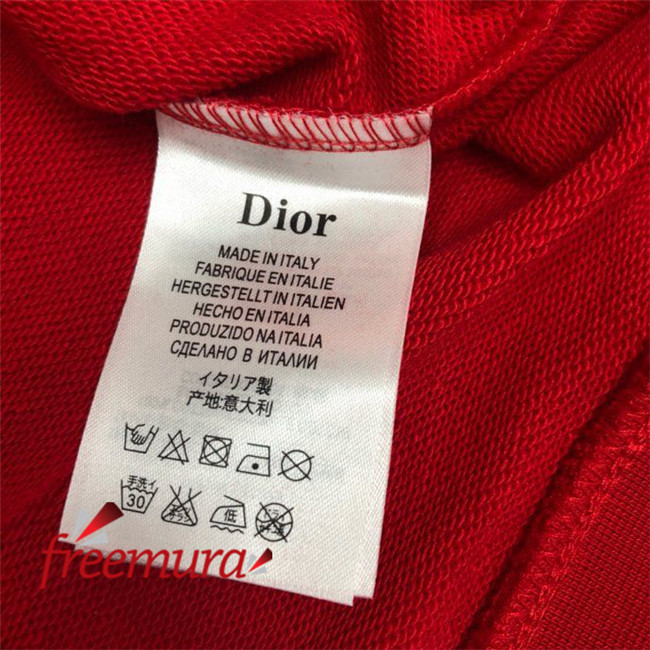 Dior
MADE IN ITALY
FABRIQUE EN ITALIE
HERGESTELLT IN ITALIEN
HECHO EN ITALIA
PRODUZIDO NA ITALIA
СДЕЛАНО В ИТАЛИИ
イタリア製
产地:意大利
手洗イ
30
低
freemura